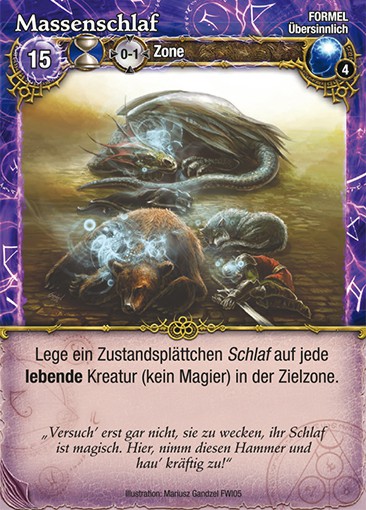 Massenschlaf
FORMEL
Übersinnlich
15
0-1
Zone
4
Lege ein Zustandsplättchen Schlaf auf jede
lebende Kreatur (kein Magier) in der Zielzone.
„Versuch’ erst gar nicht, sie zu wecken, ihr Schlaf
ist magisch. Hier, nimm diesen Hammer und
hau’ kräftig zu!“
Illustration: Mariusz Gandzel FWI05